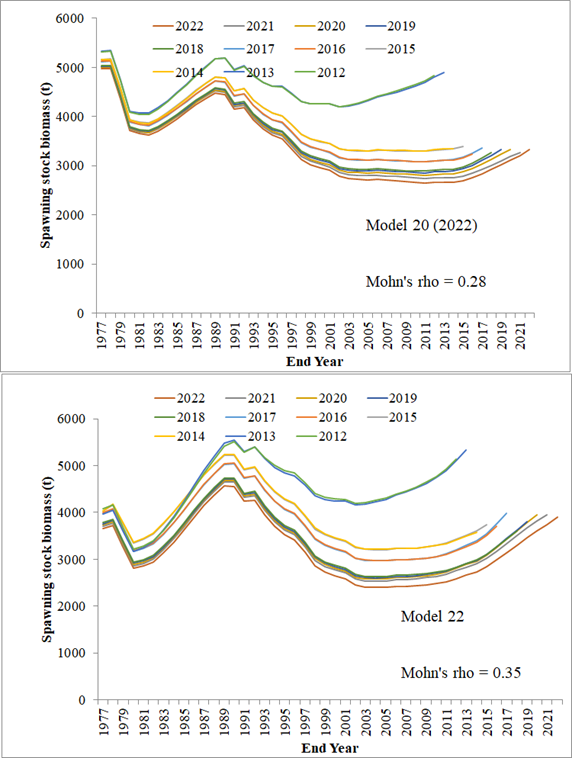 2022 2021 2020 2019
2018 2017 2016 2015
2014 2013 2012
Spawning stock biomass (t)
6000
5000
4000
3000
2000
1000
0
Model 20 (2022)
Mohn's rho = 0.28
1977 1979 1981 1983 1985 1987 1989 1991 1993 1995 1997 1999 2001 2003 2005 2007 2009 2011 2013 2015 2017 2019 2021
End Year
2022 2021 2020 2019
2018 2017 2016 2015
2014 2013 2012
Spawning stock biomass (t)
6000
5000
4000
3000
2000
1000
0
Model 22
Mohn's rho = 0.35
1977 1979 1981 1983 1985 1987 1989 1991 1993 1995 1997 1999 2001 2003 2005 2007 2009 2011 2013 2015 2017 2019 2021
End Year